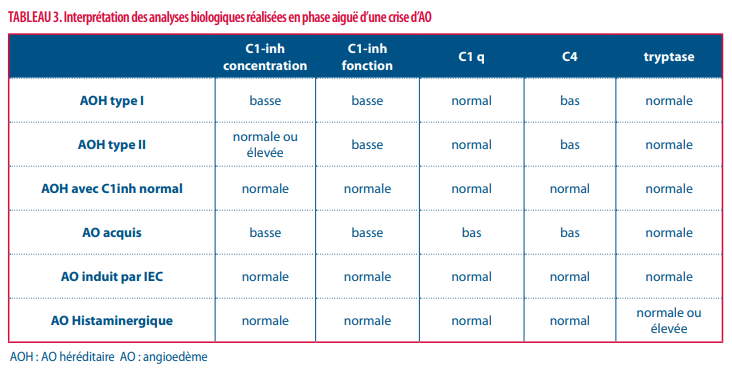 TABLEAU 3. Interprétation des analyses biologiques réalisées en phase aiguë d'une crise d'AO
C1-inh concentration C1-inh fonction C1 q C4 tryptase
AOH type I basse basse normal bas normale
AOH type II normale ou élevée basse normal bas normale
AOH avec C1inh normal normale normale normal normal normale
AO acquis basse basse bas bas normale
AO induit par IEC normale normale normal normal normale
AO Histaminergique normale normale normal normal normale ou élevée
AOH : AO héréditaire AO : angioedème